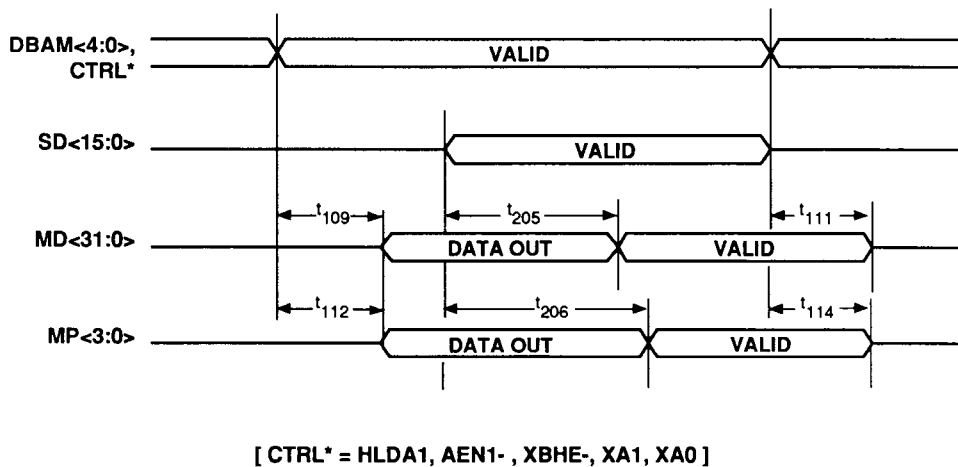 DBAM<4:0>,
CTRL*
VALID
SD<15:0>
VALID
t109
t205
t111
MD<31:0>
DATA OUT
VALID
t112
t206
t114
MP<3:0>
DATA OUT
VALID
[ CTRL* = HLDA1, AEN1- , XBHE-, XA1, XA0 ]